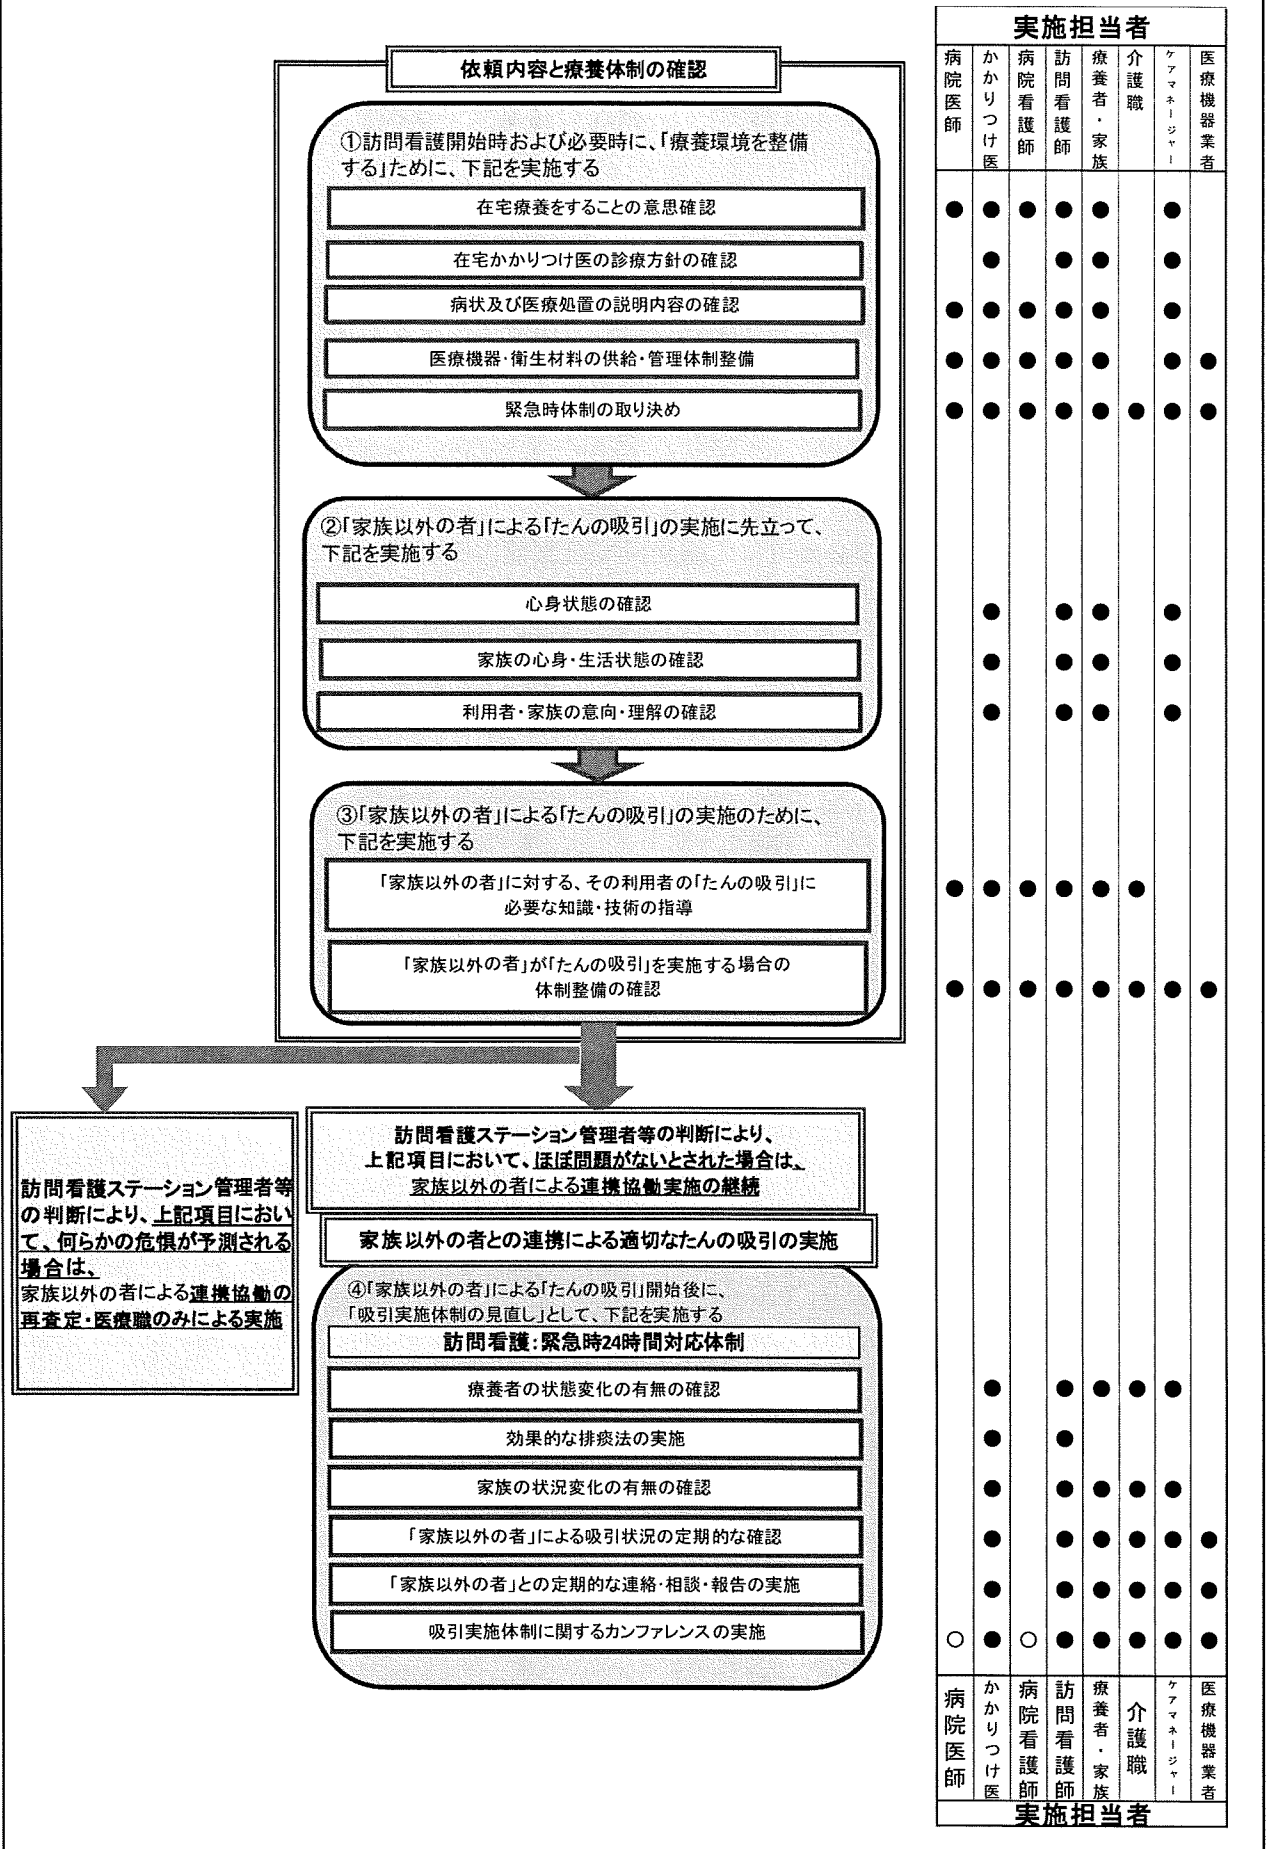 実施担当者
病院医師
かかりつけ医
病院看護師
訪問看護師
療養者・家族
介護職
ケアマネージャー
医療機器業者
依頼内容と療養体制の確認
①訪問看護開始時および必要時に、「療養環境を整備
する」ために、下記を実施する
在宅療養をすることの意思確認
● ● ● ● ● ●
在宅かかりつけ医の診療方針の確認
● ● ● ●
病状及び医療処置の説明内容の確認
● ● ● ● ● ●
医療機器・衛生材料の供給・管理体制整備
● ● ● ● ● ● ●
緊急時体制の取り決め
● ● ● ● ● ● ● ●
②「家族以外の者」による「たんの吸引」の実施に先立って、
下記を実施する
心身状態の確認
● ● ● ●
家族の心身・生活状態の確認
● ● ● ●
利用者・家族の意向・理解の確認
● ● ● ●
③「家族以外の者」による「たんの吸引」の実施のために、
下記を実施する
「家族以外の者」に対する、その利用者の「たんの吸引」に
必要な知識・技術の指導
● ● ● ● ● ●
「家族以外の者」が「たんの吸引」を実施する場合の
体制整備の確認
● ● ● ● ● ● ● ●
訪問看護ステーション管理者等
の判断により、上記項目におい
て、何らかの危惧が予測される
場合は、
家族以外の者による連携協働の
再査定・医療職のみによる実施
訪問看護ステーション管理者等の判断により、
上記項目において、ほぼ問題がないとされた場合は、
家族以外の者による連携協働実施の継続
家族以外の者との連携による適切なたんの吸引の実施
④「家族以外の者」による「たんの吸引」開始後に、
「吸引実施体制の見直し」として、下記を実施する
訪問看護:緊急時24時間対応体制
療養者の状態変化の有無の確認
● ● ● ● ●
効果的な排痰法の実施
● ●
家族の状況変化の有無の確認
● ● ● ● ●
「家族以外の者」による吸引状況の定期的な確認
● ● ● ● ● ●
「家族以外の者」との定期的な連絡・相談・報告の実施
● ● ● ● ● ●
吸引実施体制に関するカンファレンスの実施
○ ● ○ ● ● ● ● ●
病院医師
かかりつけ医
病院看護師
訪問看護師
療養者・家族
介護職
ケアマネージャー
医療機器業者
実施担当者